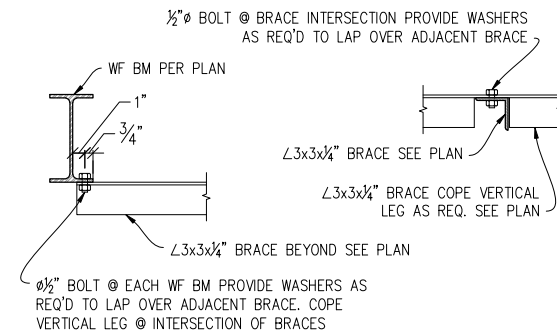 ½"ø BOLT @ BRACE INTERSECTION PROVIDE WASHERS
AS REQ'D TO LAP OVER ADJACENT BRACE
WF BM PER PLAN
1"
¾"
∠3x3x¼" BRACE SEE PLAN
∠3x3x¼" BRACE COPE VERTICAL
LEG AS REQ. SEE PLAN
∠3x3x¼" BRACE BEYOND SEE PLAN
ø½" BOLT @ EACH WF BM PROVIDE WASHERS AS
REQ'D TO LAP OVER ADJACENT BRACE. COPE
VERTICAL LEG @ INTERSECTION OF BRACES